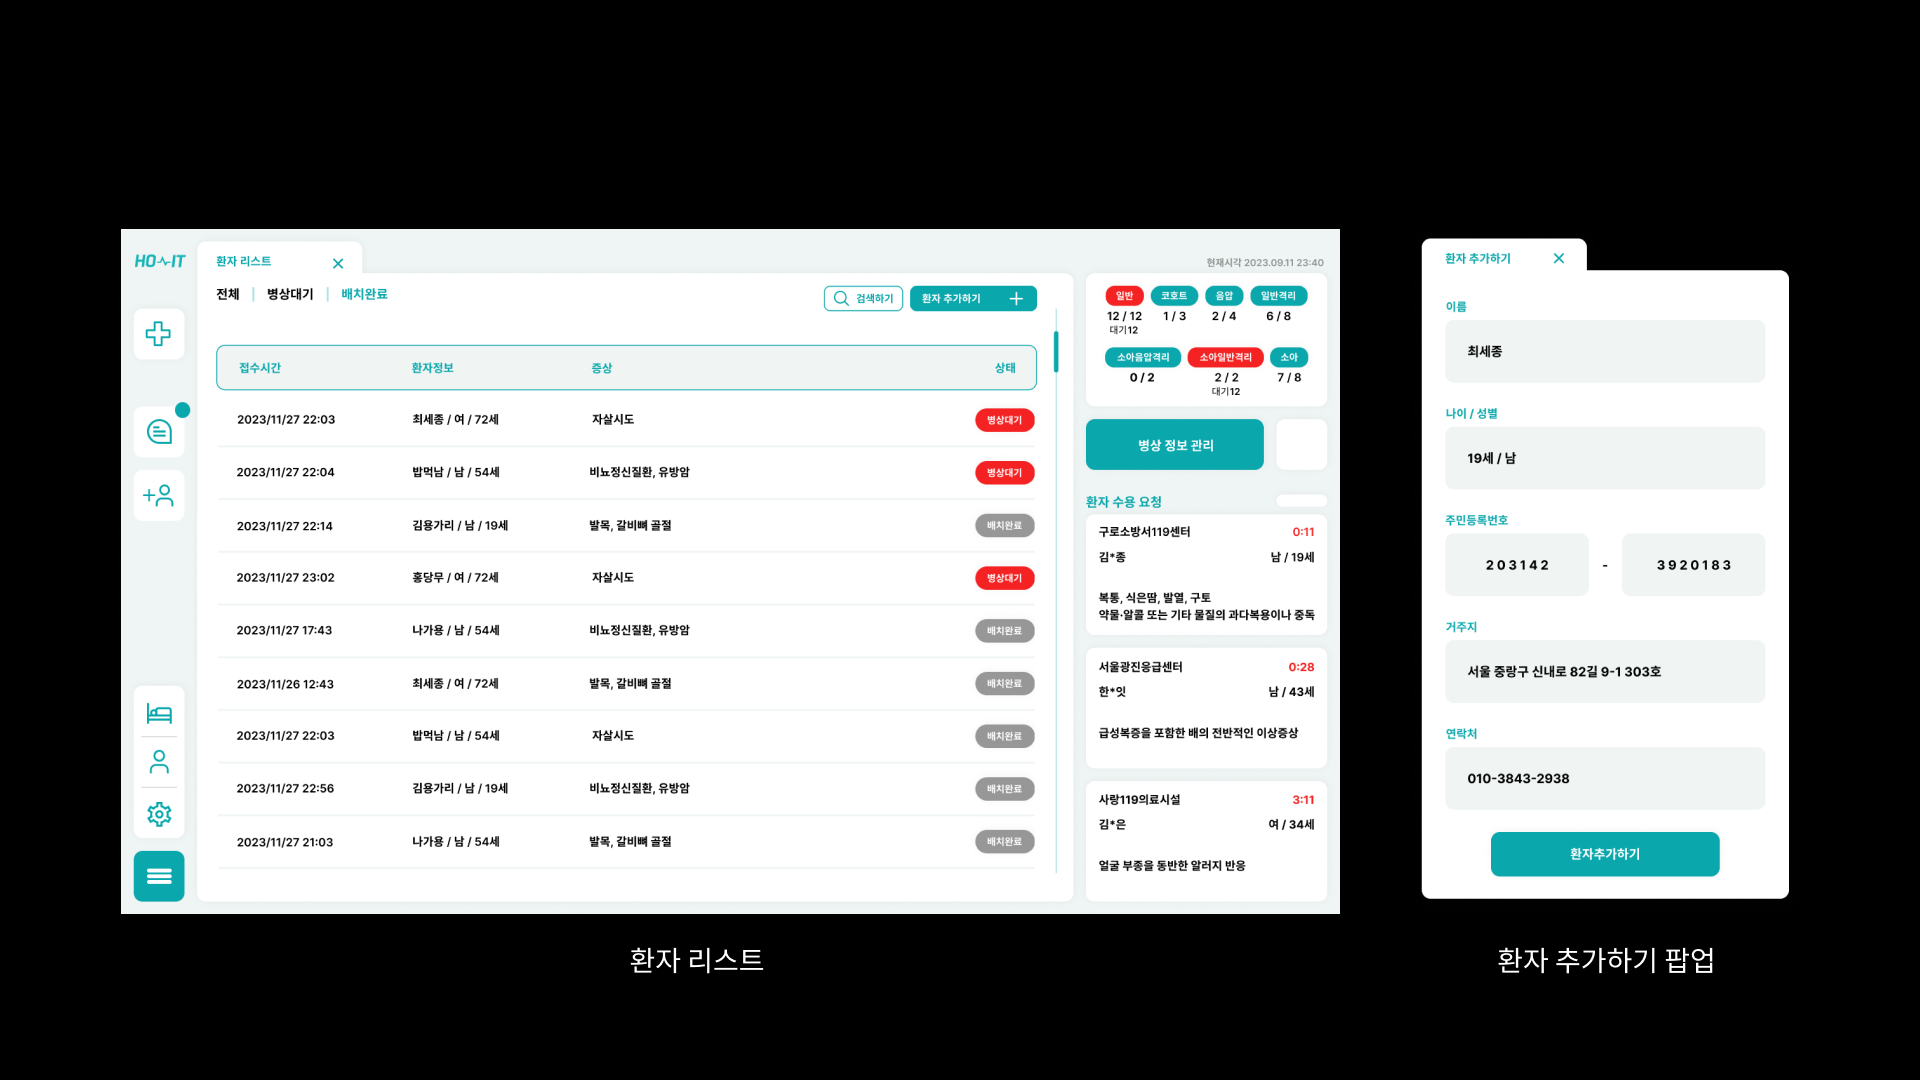 HO IT
환자 리스트
현재시각 2023.09.11 23:40
전체 병상대기 배치완료
검색하기 환자 추가하기
접수시간 환자정보 증상 상태
2023/11/27 22:03 최세종 / 여 / 72세 자살시도 병상대기
2023/11/27 22:04 밥먹남 / 남 / 54세 비뇨정신질환, 유방암 병상대기
2023/11/27 22:14 김용가리 / 남 / 19세 발목, 갈비뼈 골절 배치완료
2023/11/27 23:02 홍당무 / 여 / 72세 자살시도 병상대기
2023/11/27 17:43 나가용 / 남 / 54세 비뇨정신질환, 유방암 배치완료
2023/11/26 12:43 최세종 / 여 / 72세 발목, 갈비뼈 골절 배치완료
2023/11/27 22:03 밥먹남 / 남 / 54세 자살시도 배치완료
2023/11/27 22:56 김용가리 / 남 / 19세 비뇨정신질환, 유방암 배치완료
2023/11/27 21:03 나가용 / 남 / 54세 발목, 갈비뼈 골절 배치완료
일반 코호트 음압 일반격리
12 / 12 1 / 3 2 / 4 6 / 8
대기12
소아음압격리 소아일반격리 소아
0 / 2 2 / 2 7 / 8
대기12
병상 정보 관리
환자 수용 요청
구로소방서119센터 0:11
김*종 남 / 19세
복통, 식은땀, 발열, 구토
약물·알콜 또는 기타 물질의 과다복용이나 중독
서울광진응급센터 0:28
한*잇 남 / 43세
급성복증을 포함한 배의 전반적인 이상증상
사랑119의료시설 3:11
김*은 여 / 34세
얼굴 부종을 동반한 알러지 반응
환자 추가하기
이름
최세종
나이 / 성별
19세 / 남
주민등록번호
203142 - 3920183
거주지
서울 중랑구 신내로 82길 9-1 303호
연락처
010-3843-2938
환자추가하기
환자 리스트
환자 추가하기 팝업